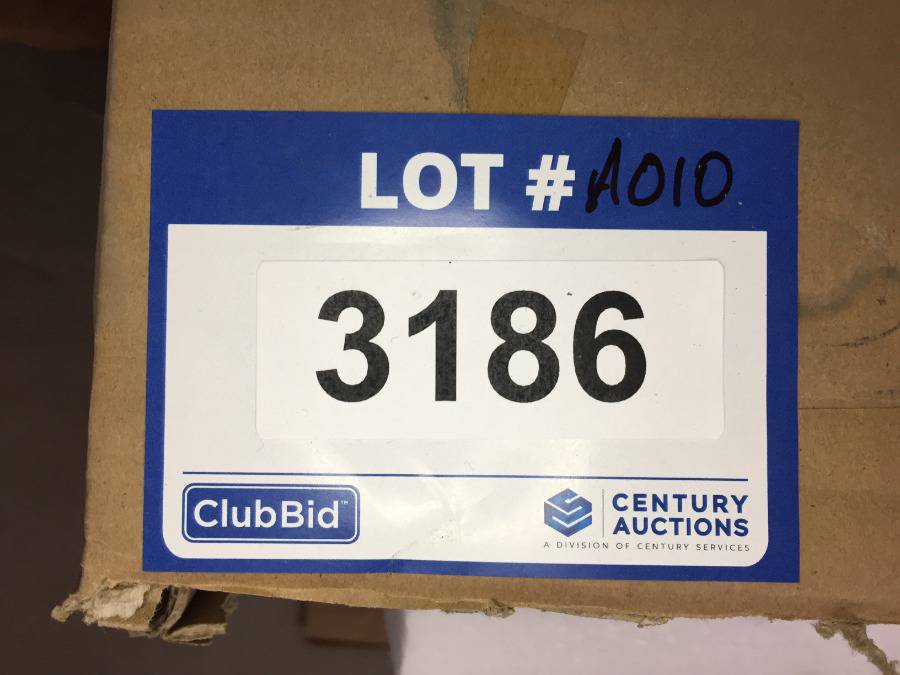 LOT # A010
3186
ClubBid™
CENTURY
AUCTIONS
A DIVISION OF CENTURY SERVICES